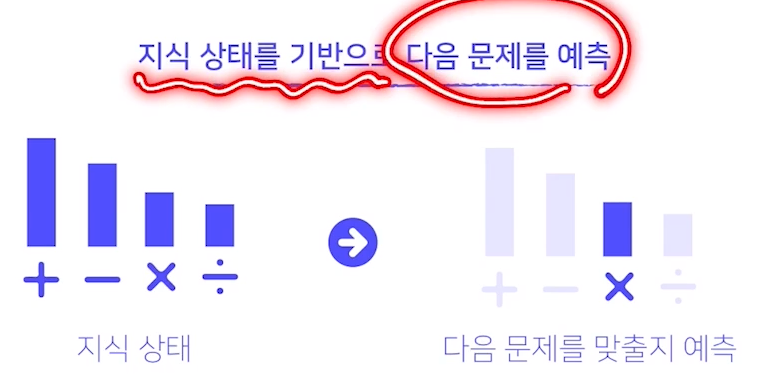 지식 상태를 기반으로 다음 문제를 예측
+ − × ÷
+ − × ÷
지식 상태
다음 문제를 맞출지 예측